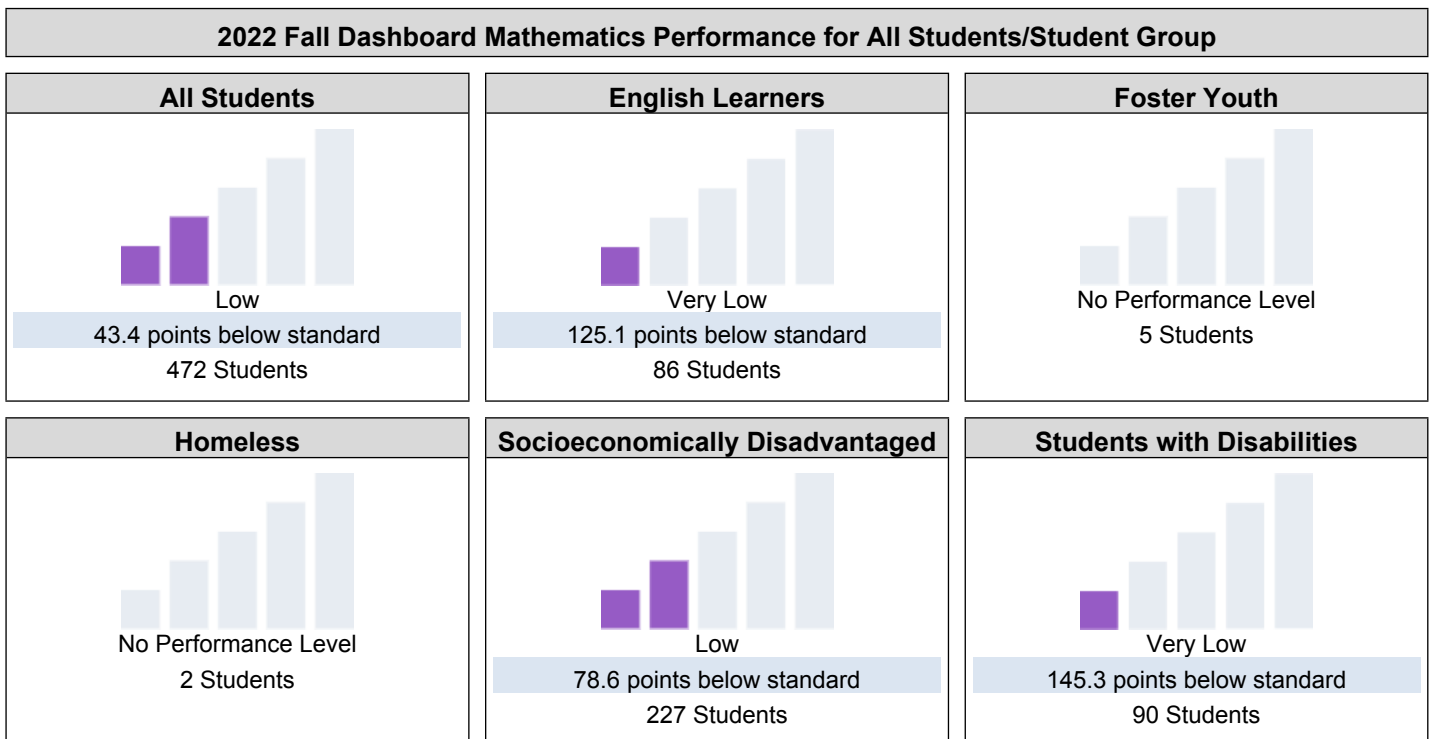 2022 Fall Dashboard Mathematics Performance for All Students/Student Group
All Students
Low
43.4 points below standard
472 Students
English Learners
Very Low
125.1 points below standard
86 Students
Foster Youth
No Performance Level
5 Students
Homeless
No Performance Level
2 Students
Socioeconomically Disadvantaged
Low
78.6 points below standard
227 Students
Students with Disabilities
Very Low
145.3 points below standard
90 Students